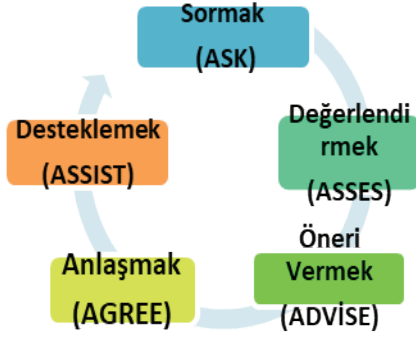 Sormak
(ASK)
Değerlendi
rmek
(ASSES)
Öneri
Vermek
(ADVİSE)
Anlaşmak
(AGREE)
Desteklemek
(ASSIST)